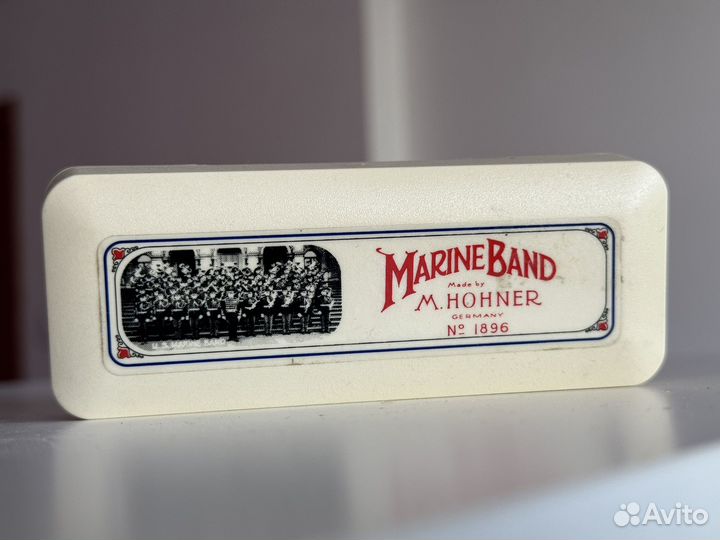 MARINE BAND
Made by
M. HOHNER
GERMANY
Nº 1896
U.S. MARINE BAND
Avito